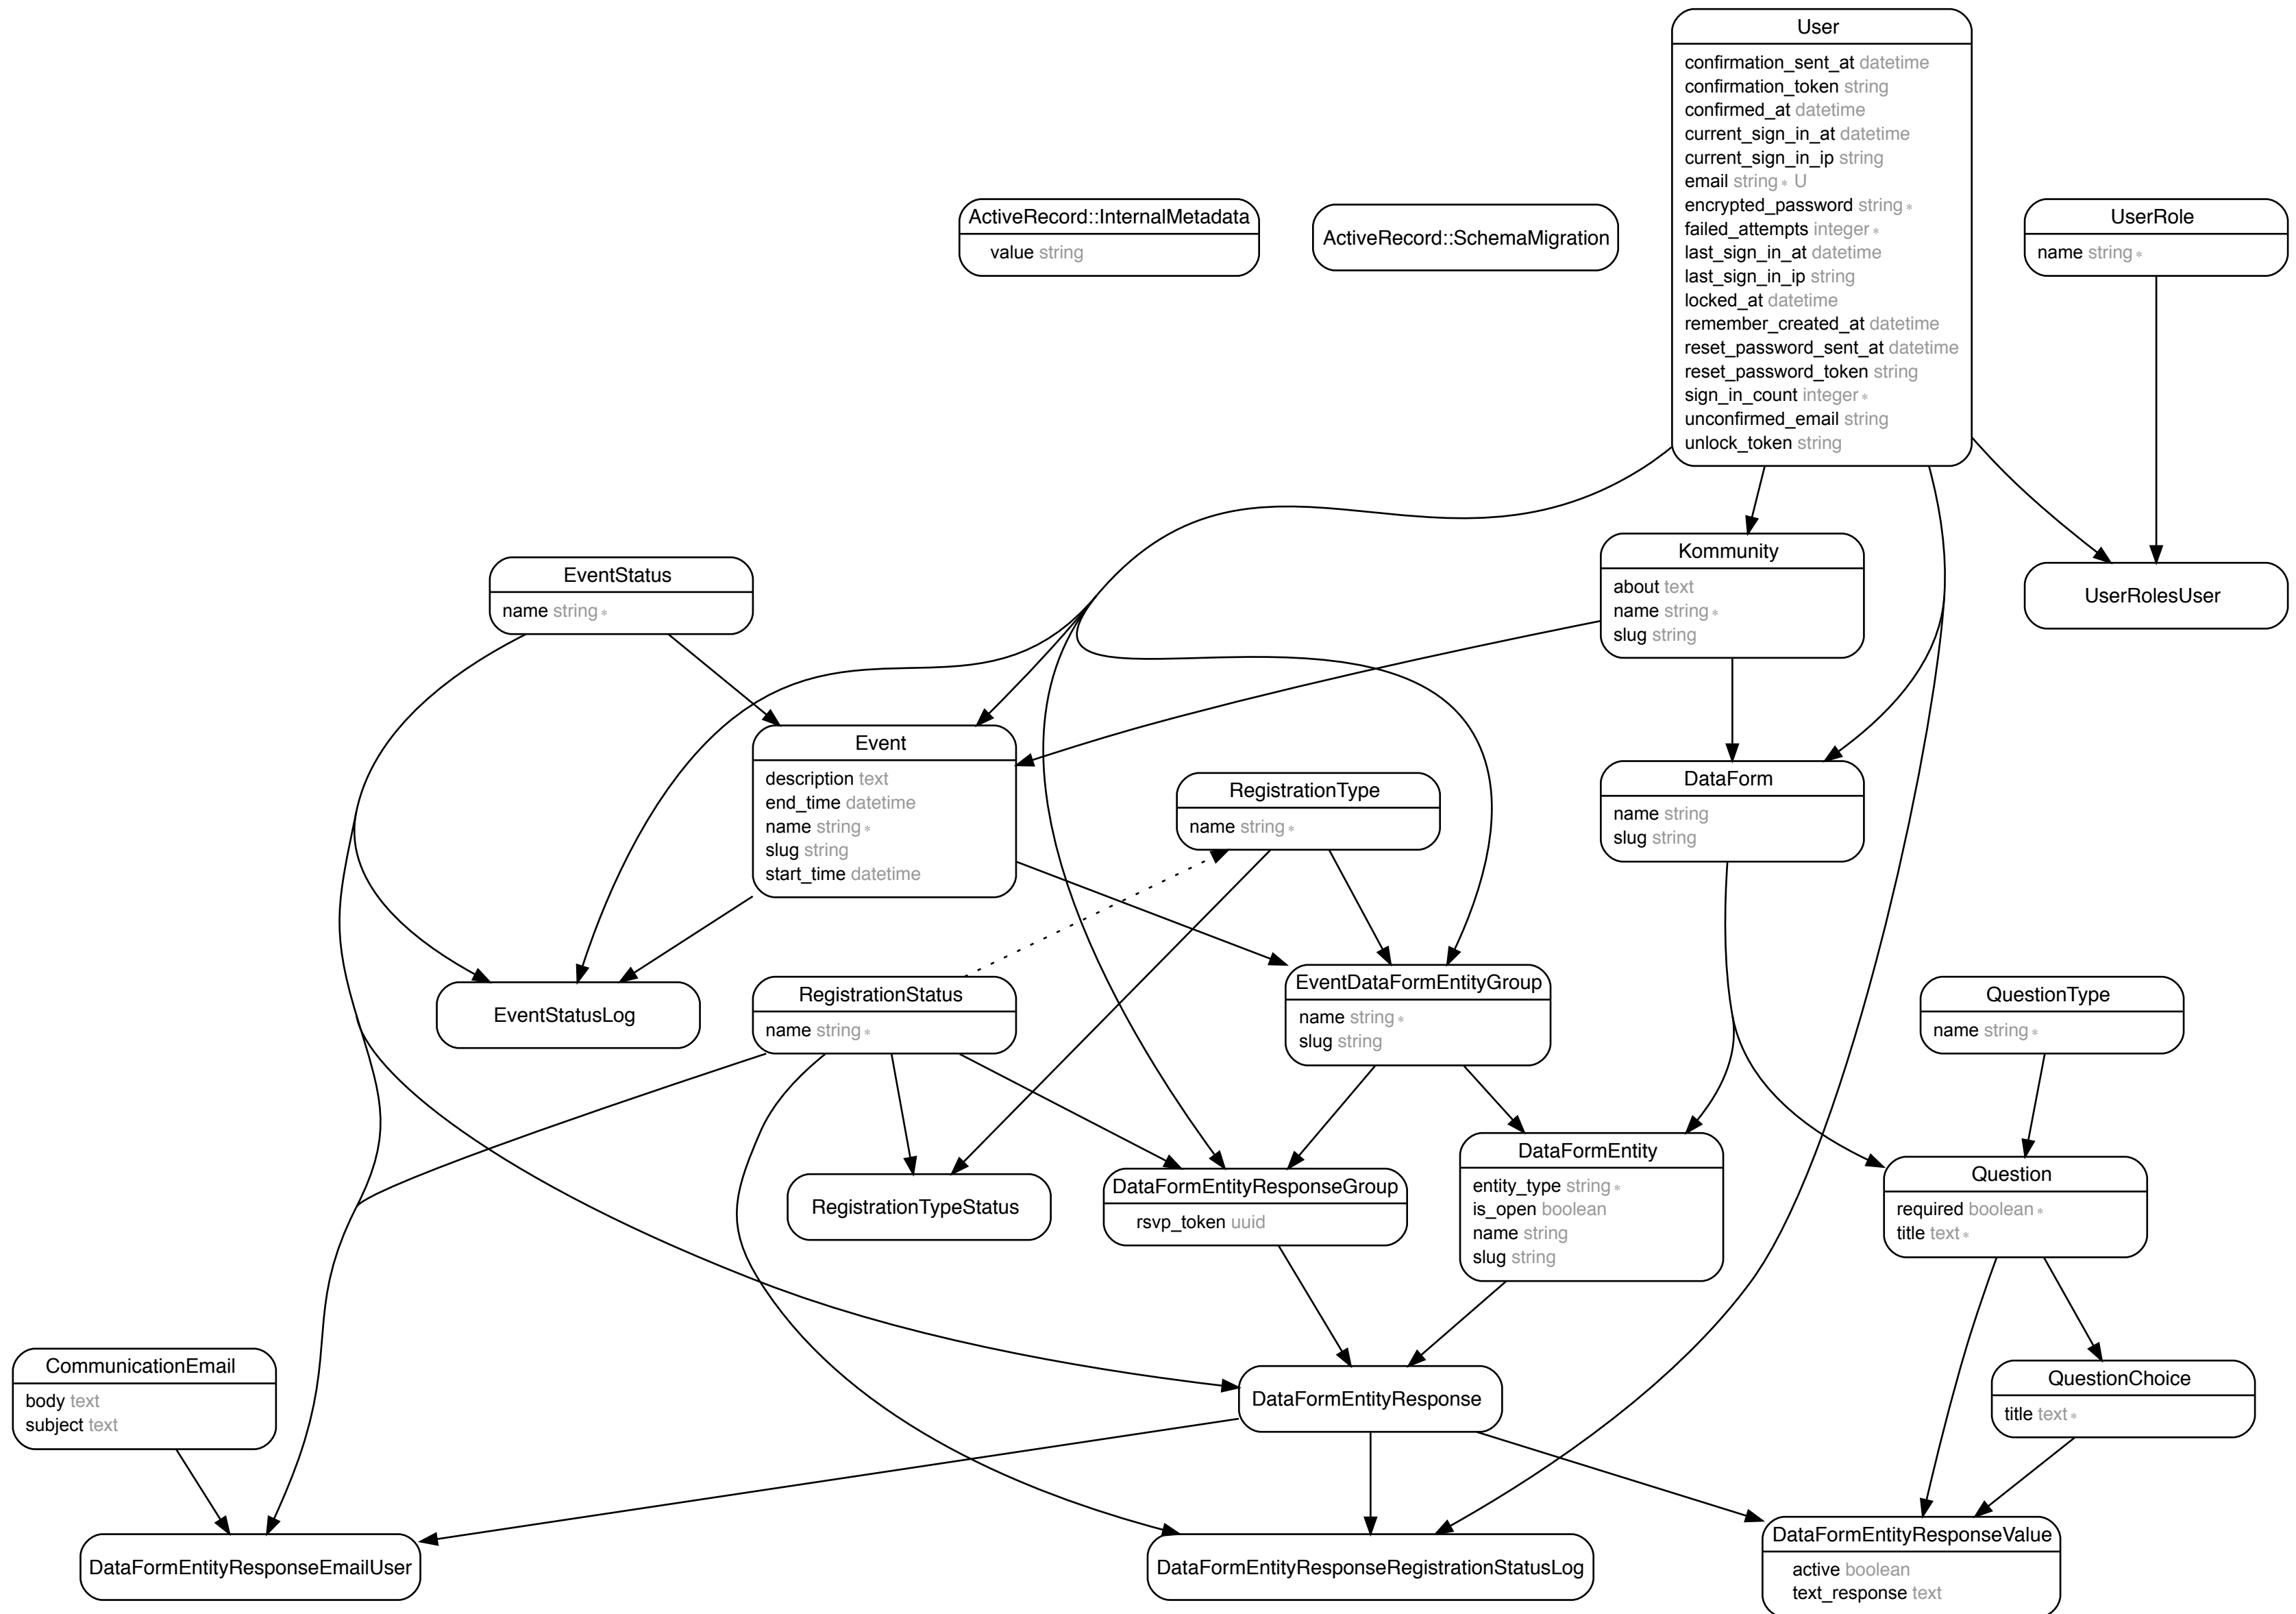 User
confirmation_sent_at datetime
confirmation_token string
confirmed_at datetime
current_sign_in_at datetime
current_sign_in_ip string
email string* U
encrypted_password string*
failed_attempts integer*
last_sign_in_at datetime
last_sign_in_ip string
locked_at datetime
remember_created_at datetime
reset_password_sent_at datetime
reset_password_token string
sign_in_count integer*
unconfirmed_email string
unlock_token string
ActiveRecord::InternalMetadata
value string
ActiveRecord::SchemaMigration
UserRole
name string*
Kommunity
about text
name string*
slug string
EventStatus
name string*
UserRolesUser
Event
description text
end_time datetime
name string*
slug string
start_time datetime
RegistrationType
name string*
DataForm
name string
slug string
EventStatusLog
RegistrationStatus
name string*
EventDataFormEntityGroup
name string*
slug string
QuestionType
name string*
RegistrationTypeStatus
DataFormEntityResponseGroup
rsvp_token uuid
DataFormEntity
entity_type string*
is_open boolean
name string
slug string
Question
required boolean*
title text*
CommunicationEmail
body text
subject text
DataFormEntityResponse
QuestionChoice
title text*
DataFormEntityResponseEmailUser
DataFormEntityResponseRegistrationStatusLog
DataFormEntityResponseValue
active boolean
text_response text